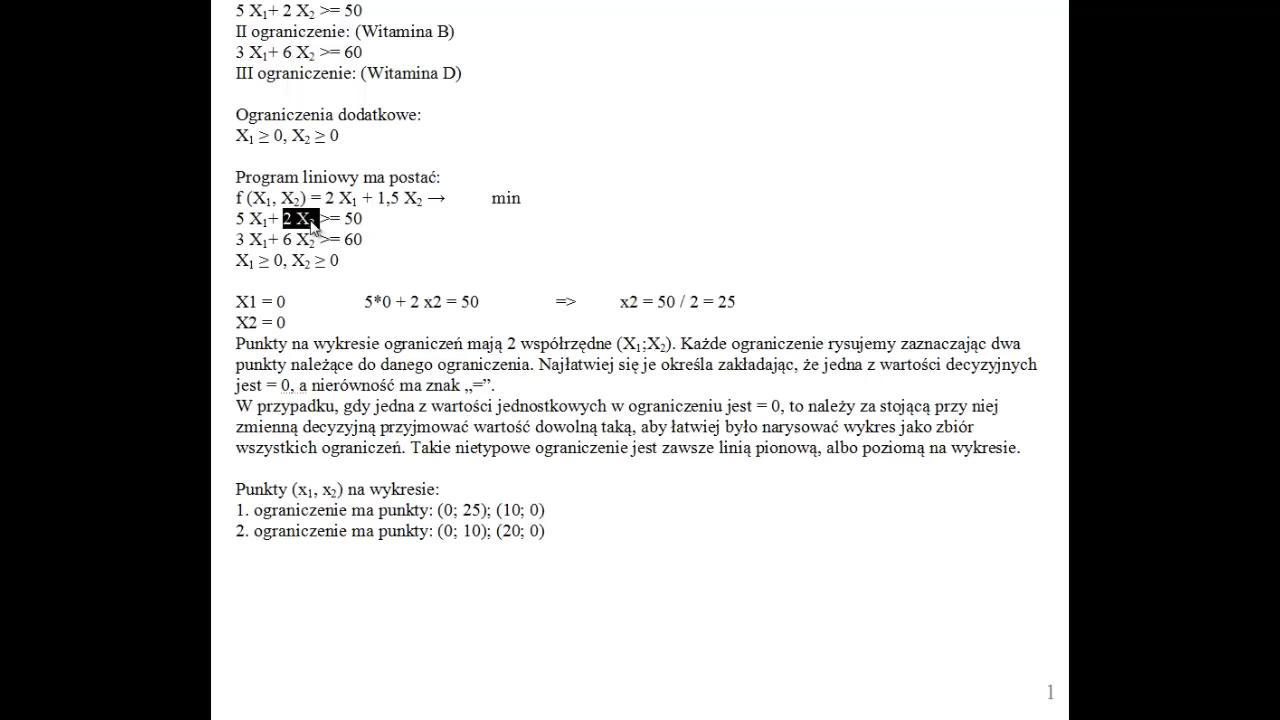 5 X₁+ 2 X₂ >= 50
II ograniczenie: (Witamina B)
3 X₁+ 6 X₂ >= 60
III ograniczenie: (Witamina D)
Ograniczenia dodatkowe:
X₁ ≥ 0, X₂ ≥ 0
Program liniowy ma postać:
f (X₁, X₂) = 2 X₁ + 1,5 X₂ → min
5 X₁+ 2 X₂ >= 50
3 X₁+ 6 X₂ >= 60
X₁ ≥ 0, X₂ ≥ 0
X1 = 0 5*0 + 2 x2 = 50 => x2 = 50 / 2 = 25
X2 = 0
Punkty na wykresie ograniczeń mają 2 współrzędne (X₁;X₂). Każde ograniczenie rysujemy zaznaczając dwa
punkty należące do danego ograniczenia. Najłatwiej się je określa zakładając, że jedna z wartości decyzyjnych
jest = 0, a nierówność ma znak „=”.
W przypadku, gdy jedna z wartości jednostkowych w ograniczeniu jest = 0, to należy za stojącą przy niej
zmienną decyzyjną przyjmować wartość dowolną taką, aby łatwiej było narysować wykres jako zbiór
wszystkich ograniczeń. Takie nietypowe ograniczenie jest zawsze linią pionową, albo poziomą na wykresie.
Punkty (x₁, x₂) na wykresie:
1. ograniczenie ma punkty: (0; 25); (10; 0)
2. ograniczenie ma punkty: (0; 10); (20; 0)
1